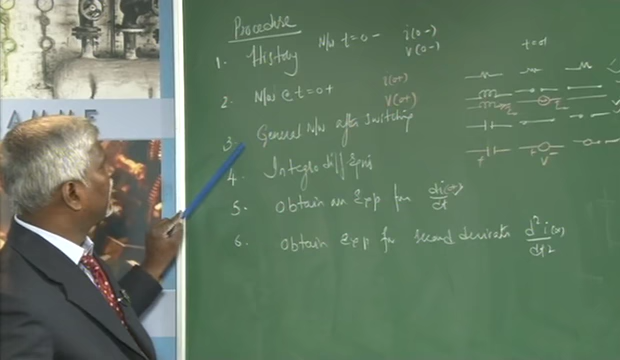 Procedure
1. History N/w t=0- i(0-)
V(0-)
t=0+
2. N/w @ t=0+ i(0+)
V(0+)
3. General N/w after switching
4. Integro diff Eqns
5. Obtain an Exp for di(0+)/dt
6. Obtain Exp for second derivative d²i(0+)/dt2
+ + V -